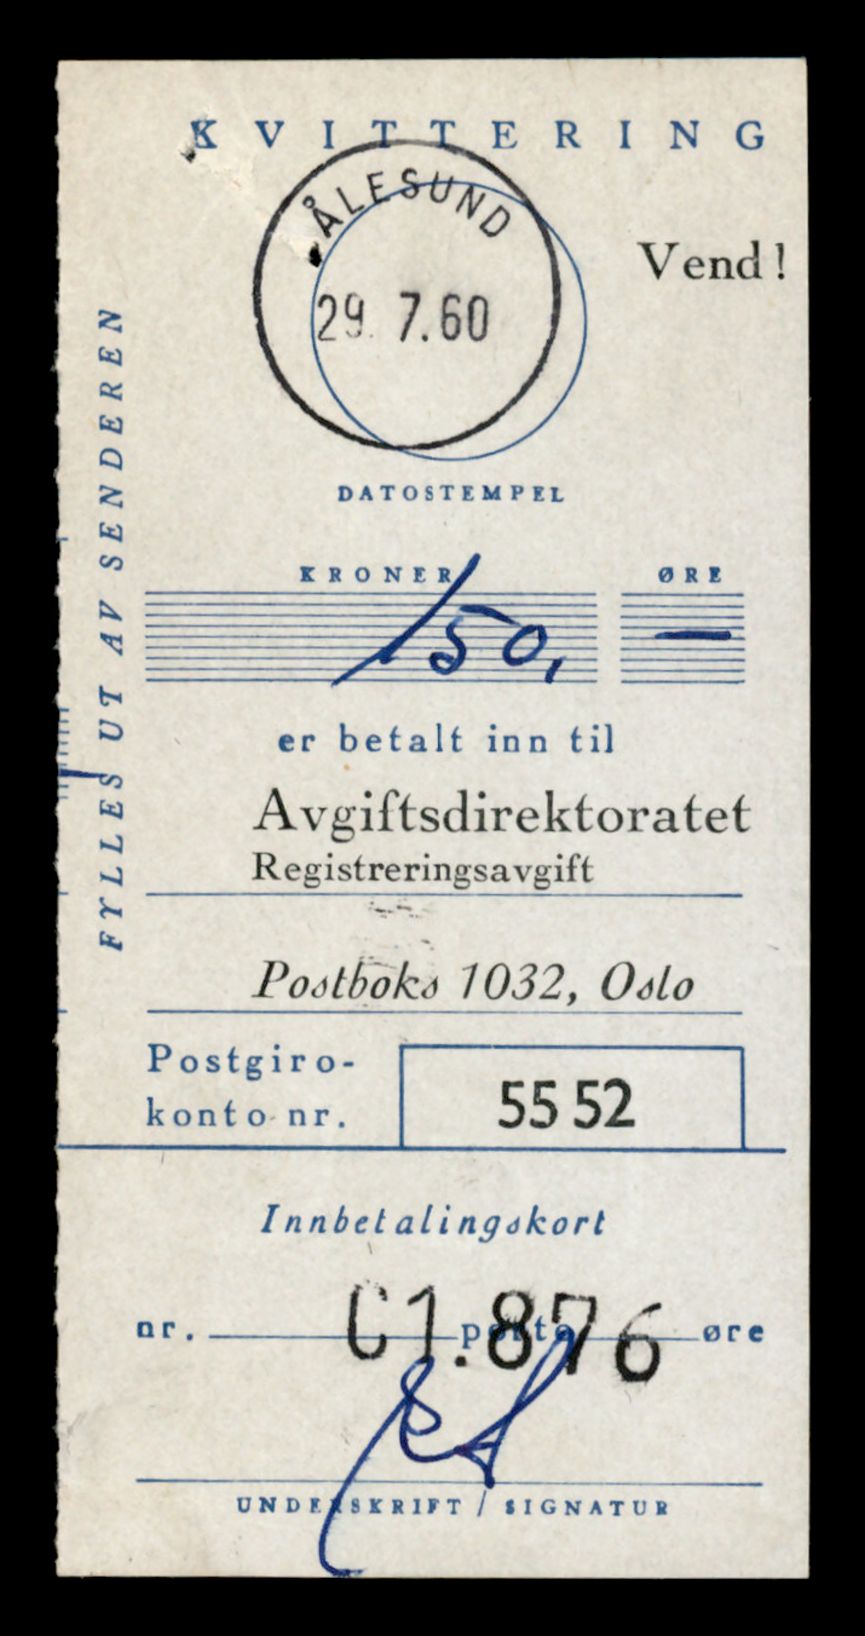 KVITTERING
ÅLESUND
Vend!
29. 7.60
DATOSTEMPEL
FYLLES UT AV SENDEREN
KRONER ØRE
150, —
er betalt inn til
Avgiftsdirektoratet
Registreringsavgift
Postboks 1032, Oslo
Postgiro-
konto nr.
55 52
Innbetalingskort
nr. porto øre
C1.876
UNDERSKRIFT / SIGNATUR